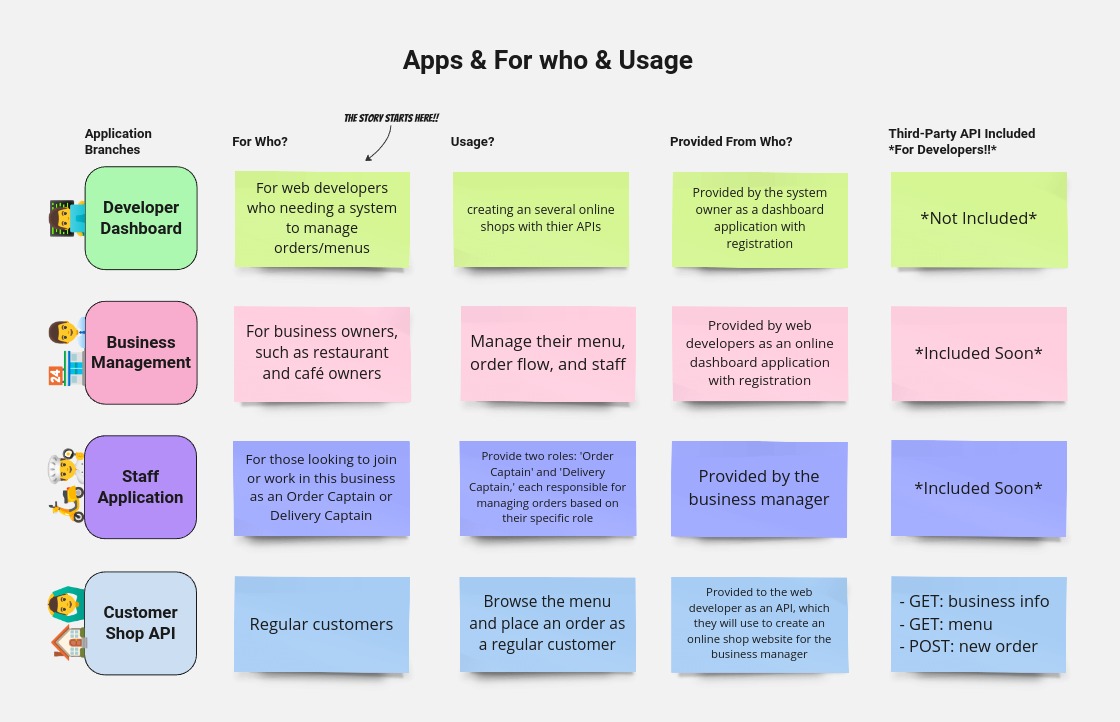 Apps & For who & Usage
THE STORY STARTS HERE!!
Application
Branches
For Who?
Usage?
Provided From Who?
Third-Party API Included
*For Developers!!*
Developer
Dashboard
For web developers
who needing a system
to manage
orders/menus
creating an several online
shops with thier APIs
Provided by the system
owner as a dashboard
application with
registration
*Not Included*
Business
Management
For business owners,
such as restaurant
and café owners
Manage their menu,
order flow, and staff
Provided by web
developers as an online
dashboard application
with registration
*Included Soon*
Staff
Application
For those looking to join
or work in this business
as an Order Captain or
Delivery Captain
Provide two roles: 'Order
Captain' and 'Delivery
Captain,' each responsible for
managing orders based on
their specific role
Provided by the
business manager
*Included Soon*
Customer
Shop API
Regular customers
Browse the menu
and place an order as
a regular customer
Provided to the web
developer as an API, which
they will use to create an
online shop website for the
business manager
- GET: business info
- GET: menu
- POST: new order
24